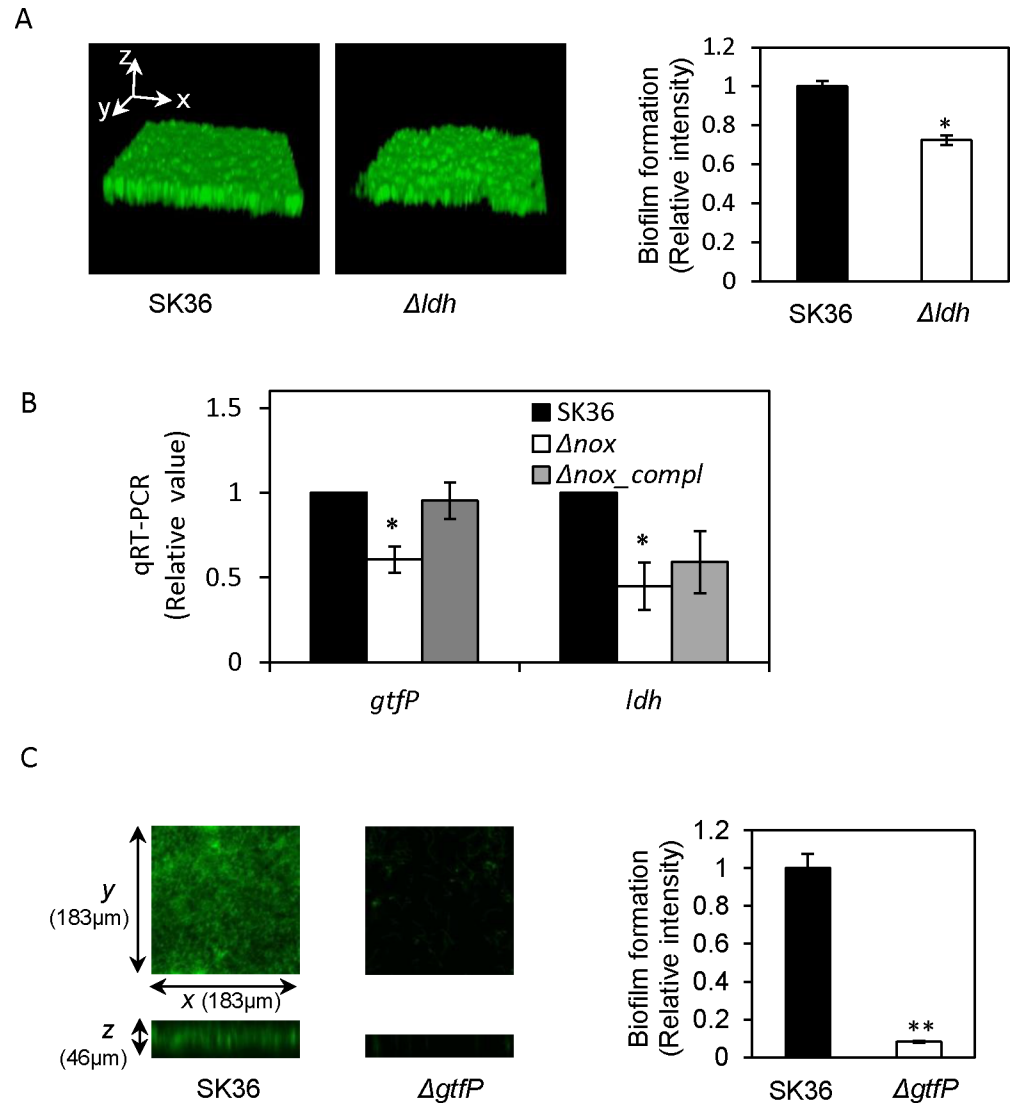 A
z
y
x
SK36
Δldh
Biofilm formation
(Relative intensity)
1.2
1
0.8
0.6
0.4
0.2
0
*
SK36
Δldh
B
qRT-PCR
(Relative value)
1.5
1
0.5
0
SK36
Δnox
Δnox_compl
*
*
gtfP
ldh
C
y
(183µm)
x (183µm)
z
(46µm)
SK36
ΔgtfP
Biofilm formation
(Relative intensity)
1.2
1
0.8
0.6
0.4
0.2
0
**
SK36
ΔgtfP